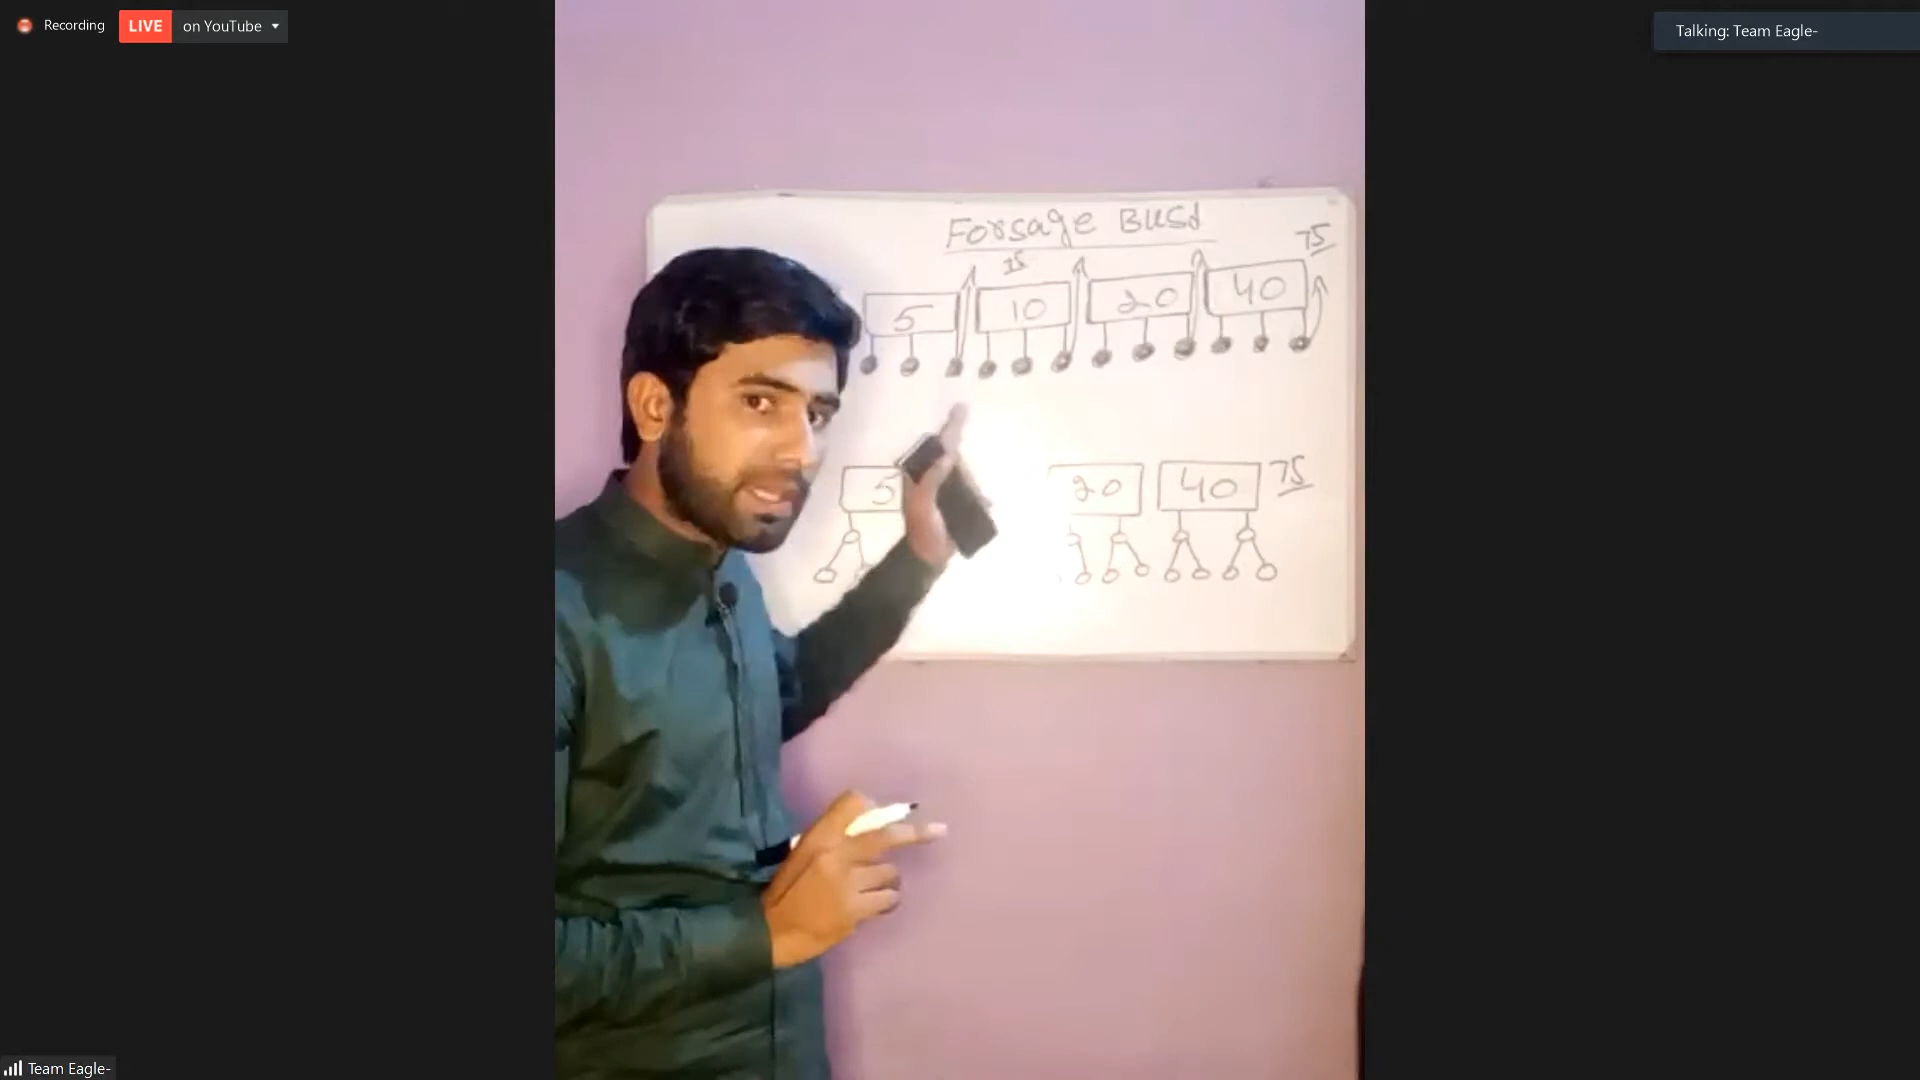 Recording LIVE on YouTube
Talking: Team Eagle-
Forsage BUSd
75
5 10 20 40
5 20 40 75
Team Eagle-